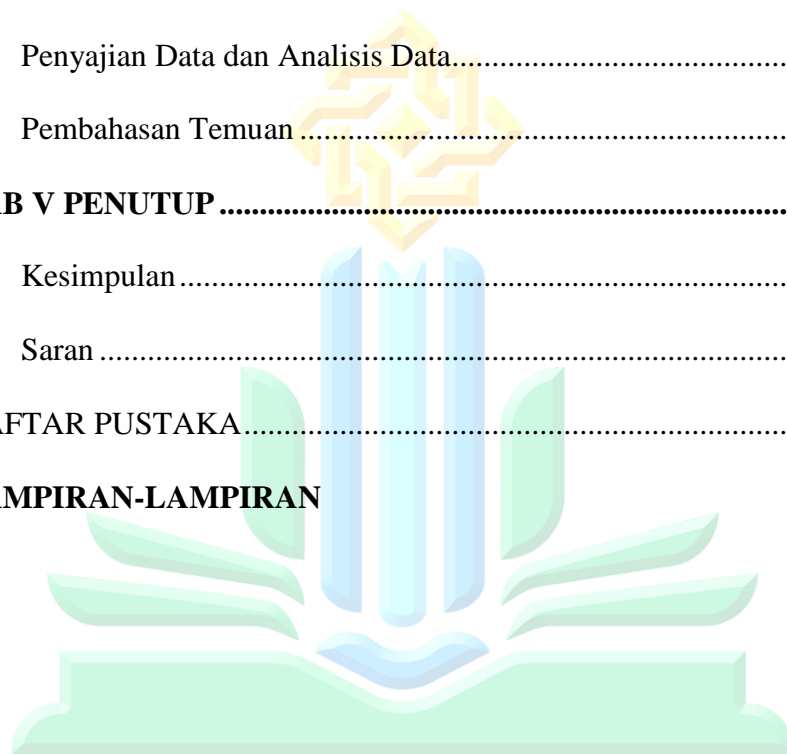 Penyajian Data dan Analisis Data..........................................
Pembahasan Temuan .............................................................
AB V PENUTUP ......................................................................
Kesimpulan............................................................................
Saran ......................................................................................
AFTAR PUSTAKA...................................................................
AMPIRAN-LAMPIRAN